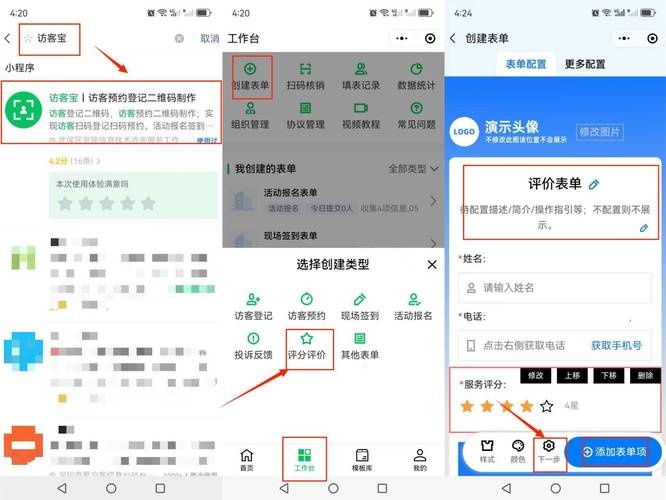 4:20
访客宝
取消
小程序
访客宝丨访客预约登记二维码制作
访客登记二维码，访客预约二维码制作；实
现访客扫码登记扫码预约。活动报名签到…
使用过
4.2分 (16条)
本次使用体验满意吗
4:20
工作台
创建表单
扫码核销
填表记录
数据统计
组织管理
协议管理
视频教程
常见问题
我创建的表单
全部类型
活动报名表单
活动报名
今日提交0人
收集4项信息,05
现场签到表单
选择创建类型
访客登记
访客预约
现场签到
活动报名
投诉反馈
评分评价
其他表单
首页
工作台
模板库
我的
4:24
创建表单
表单配置
更多配置
LOGO
演示头像
不修改此图该位置不会展示
修改图片
评价表单
待配置描述/简介/操作指引等；不配置则不展
示。
*姓名:
请输入姓名
*电话:
点击右侧获取电话
获取手机号
*服务评分:
修改
上移
下移
删除
4星
样式
颜色
下一步
添加表单项